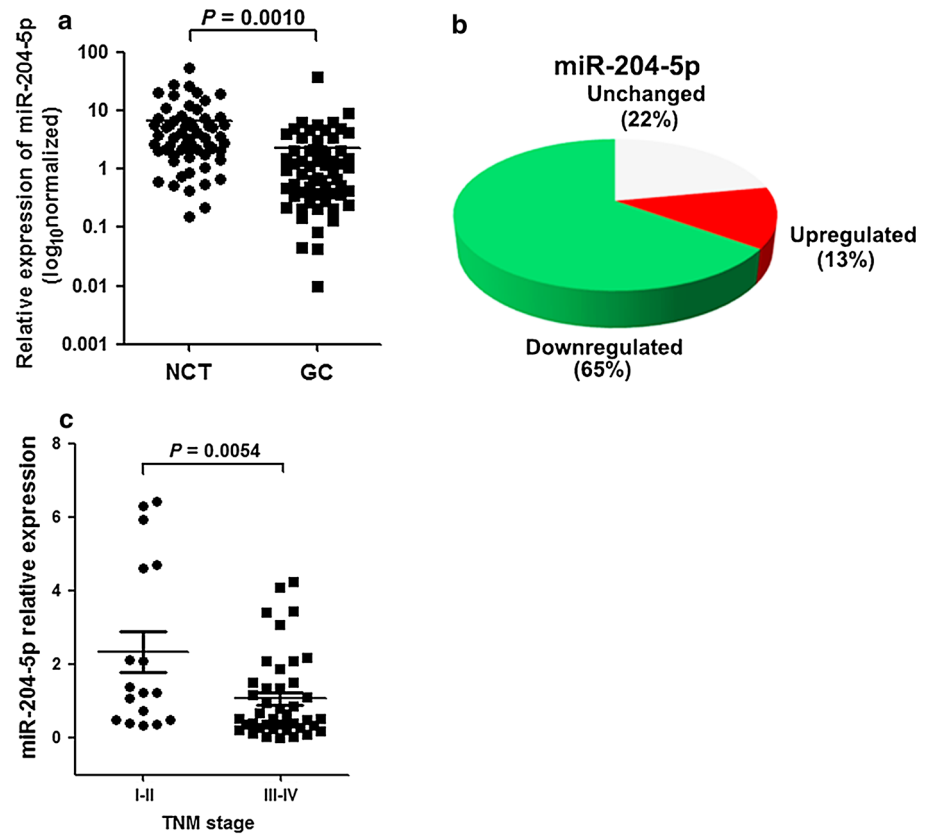 a
P = 0.0010
Relative expression of miR-204-5p
(log10normalized)
100
10
1
0.1
0.01
0.001
NCT
GC
b
miR-204-5p
Unchanged
(22%)
Upregulated
(13%)
Downregulated
(65%)
c
P = 0.0054
miR-204-5p relative expression
8
6
4
2
0
I-II
III-IV
TNM stage